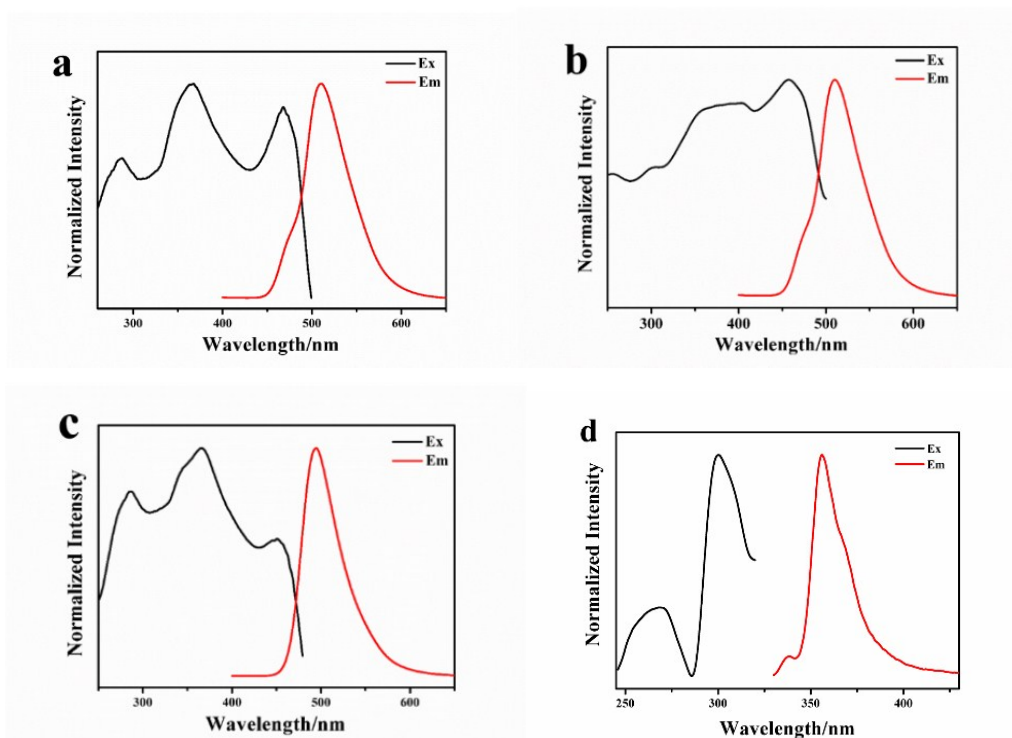 a
Ex
Em
Normalized Intensity
300 400 500 600
Wavelength/nm
b
Ex
Em
Normalized Intensity
300 400 500 600
Wavelength/nm
c
Ex
Em
Normalized Intensity
300 400 500 600
Wavelength/nm
d
Ex
Em
Normalized Intensity
250 300 350 400
Wavelength/nm